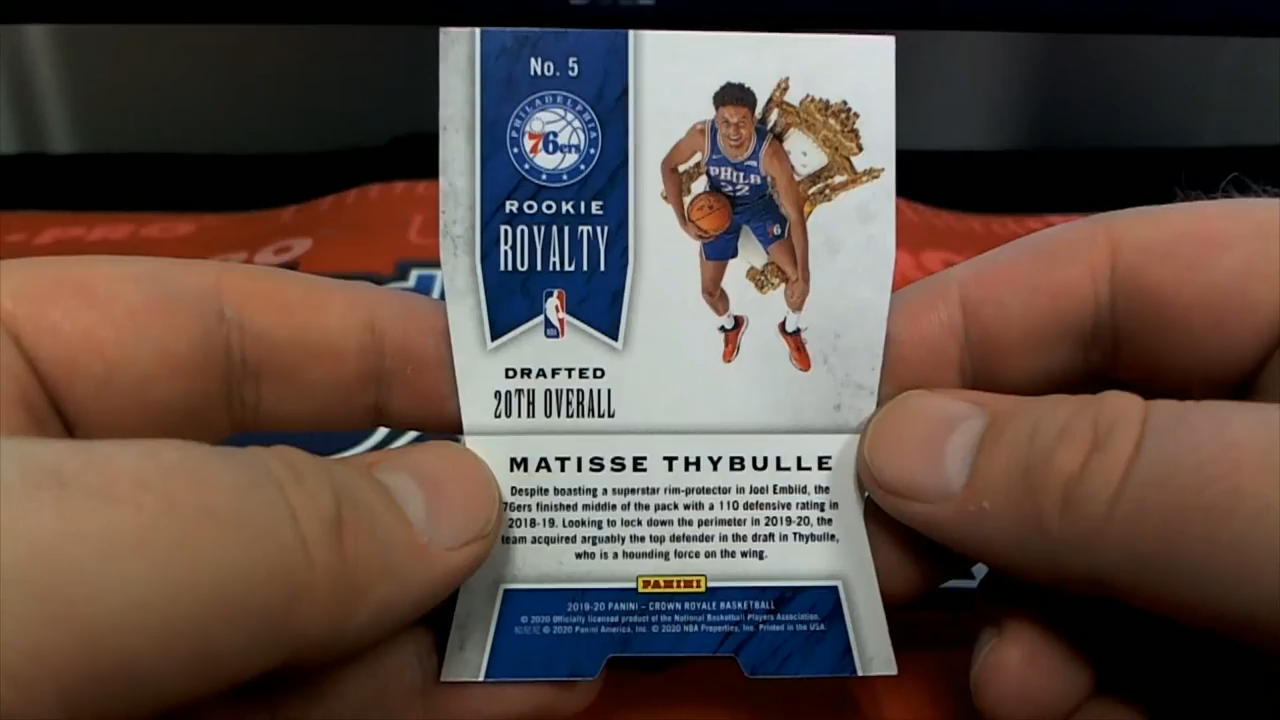 No. 5
PHILADELPHIA
76ers
ROOKIE
ROYALTY
NBA
PHILA
22
76
DRAFTED
20TH OVERALL
MATISSE THYBULLE
Despite boasting a superstar rim-protector in Joel Embiid, the
76ers finished middle of the pack with a 110 defensive rating in
2018-19. Looking to lock down the perimeter in 2019-20, the
team acquired arguably the top defender in the draft in Thybulle,
who is a hounding force on the wing.
PANINI
2019-20 PANINI – CROWN ROYALE BASKETBALL
© 2020 Officially licensed product of the National Basketball Players Association.
© 2020 Panini America, Inc. © 2020 NBA Properties, Inc. Printed in the USA.